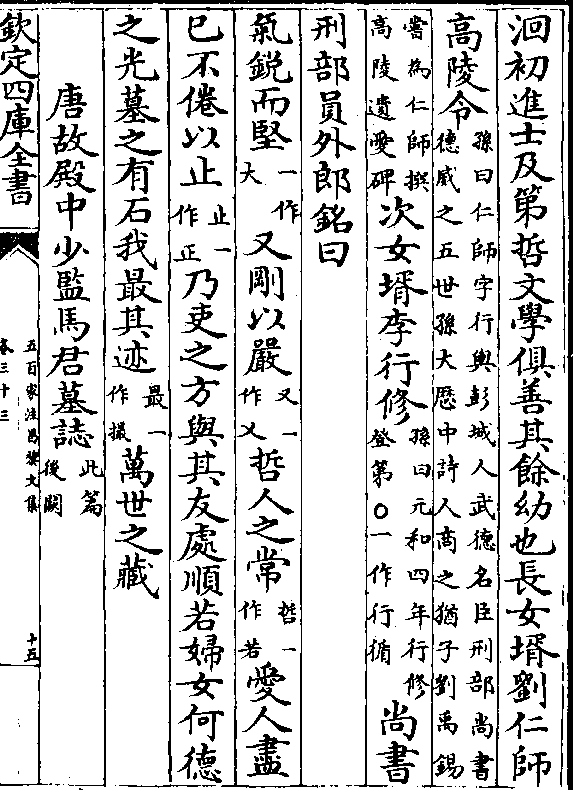 洄初進士及第哲文學俱善其餘幼也長女壻劉仁師
高陵令孫曰仁師字行輿彭城人武德名臣刑部尚書德威之五世孫大厯中詩人商之猶子劉禹錫
嘗為仁師撰高陵遺愛碑次女壻李行修孫曰元和四年行修登第○一作行循尚書
刑部員外郎銘曰
氣銳而堅一作大又剛以嚴又一作乂哲人之常哲一作若愛人盡
已不倦以止止一作正乃吏之方與其友處順若婦女何德
之光墓之有石我最其迹最一作撮萬世之藏
唐故殿中少監馬君墓誌此篇後闕
欽定四庫全書
五百家注昌黎文集
卷三十三
十五